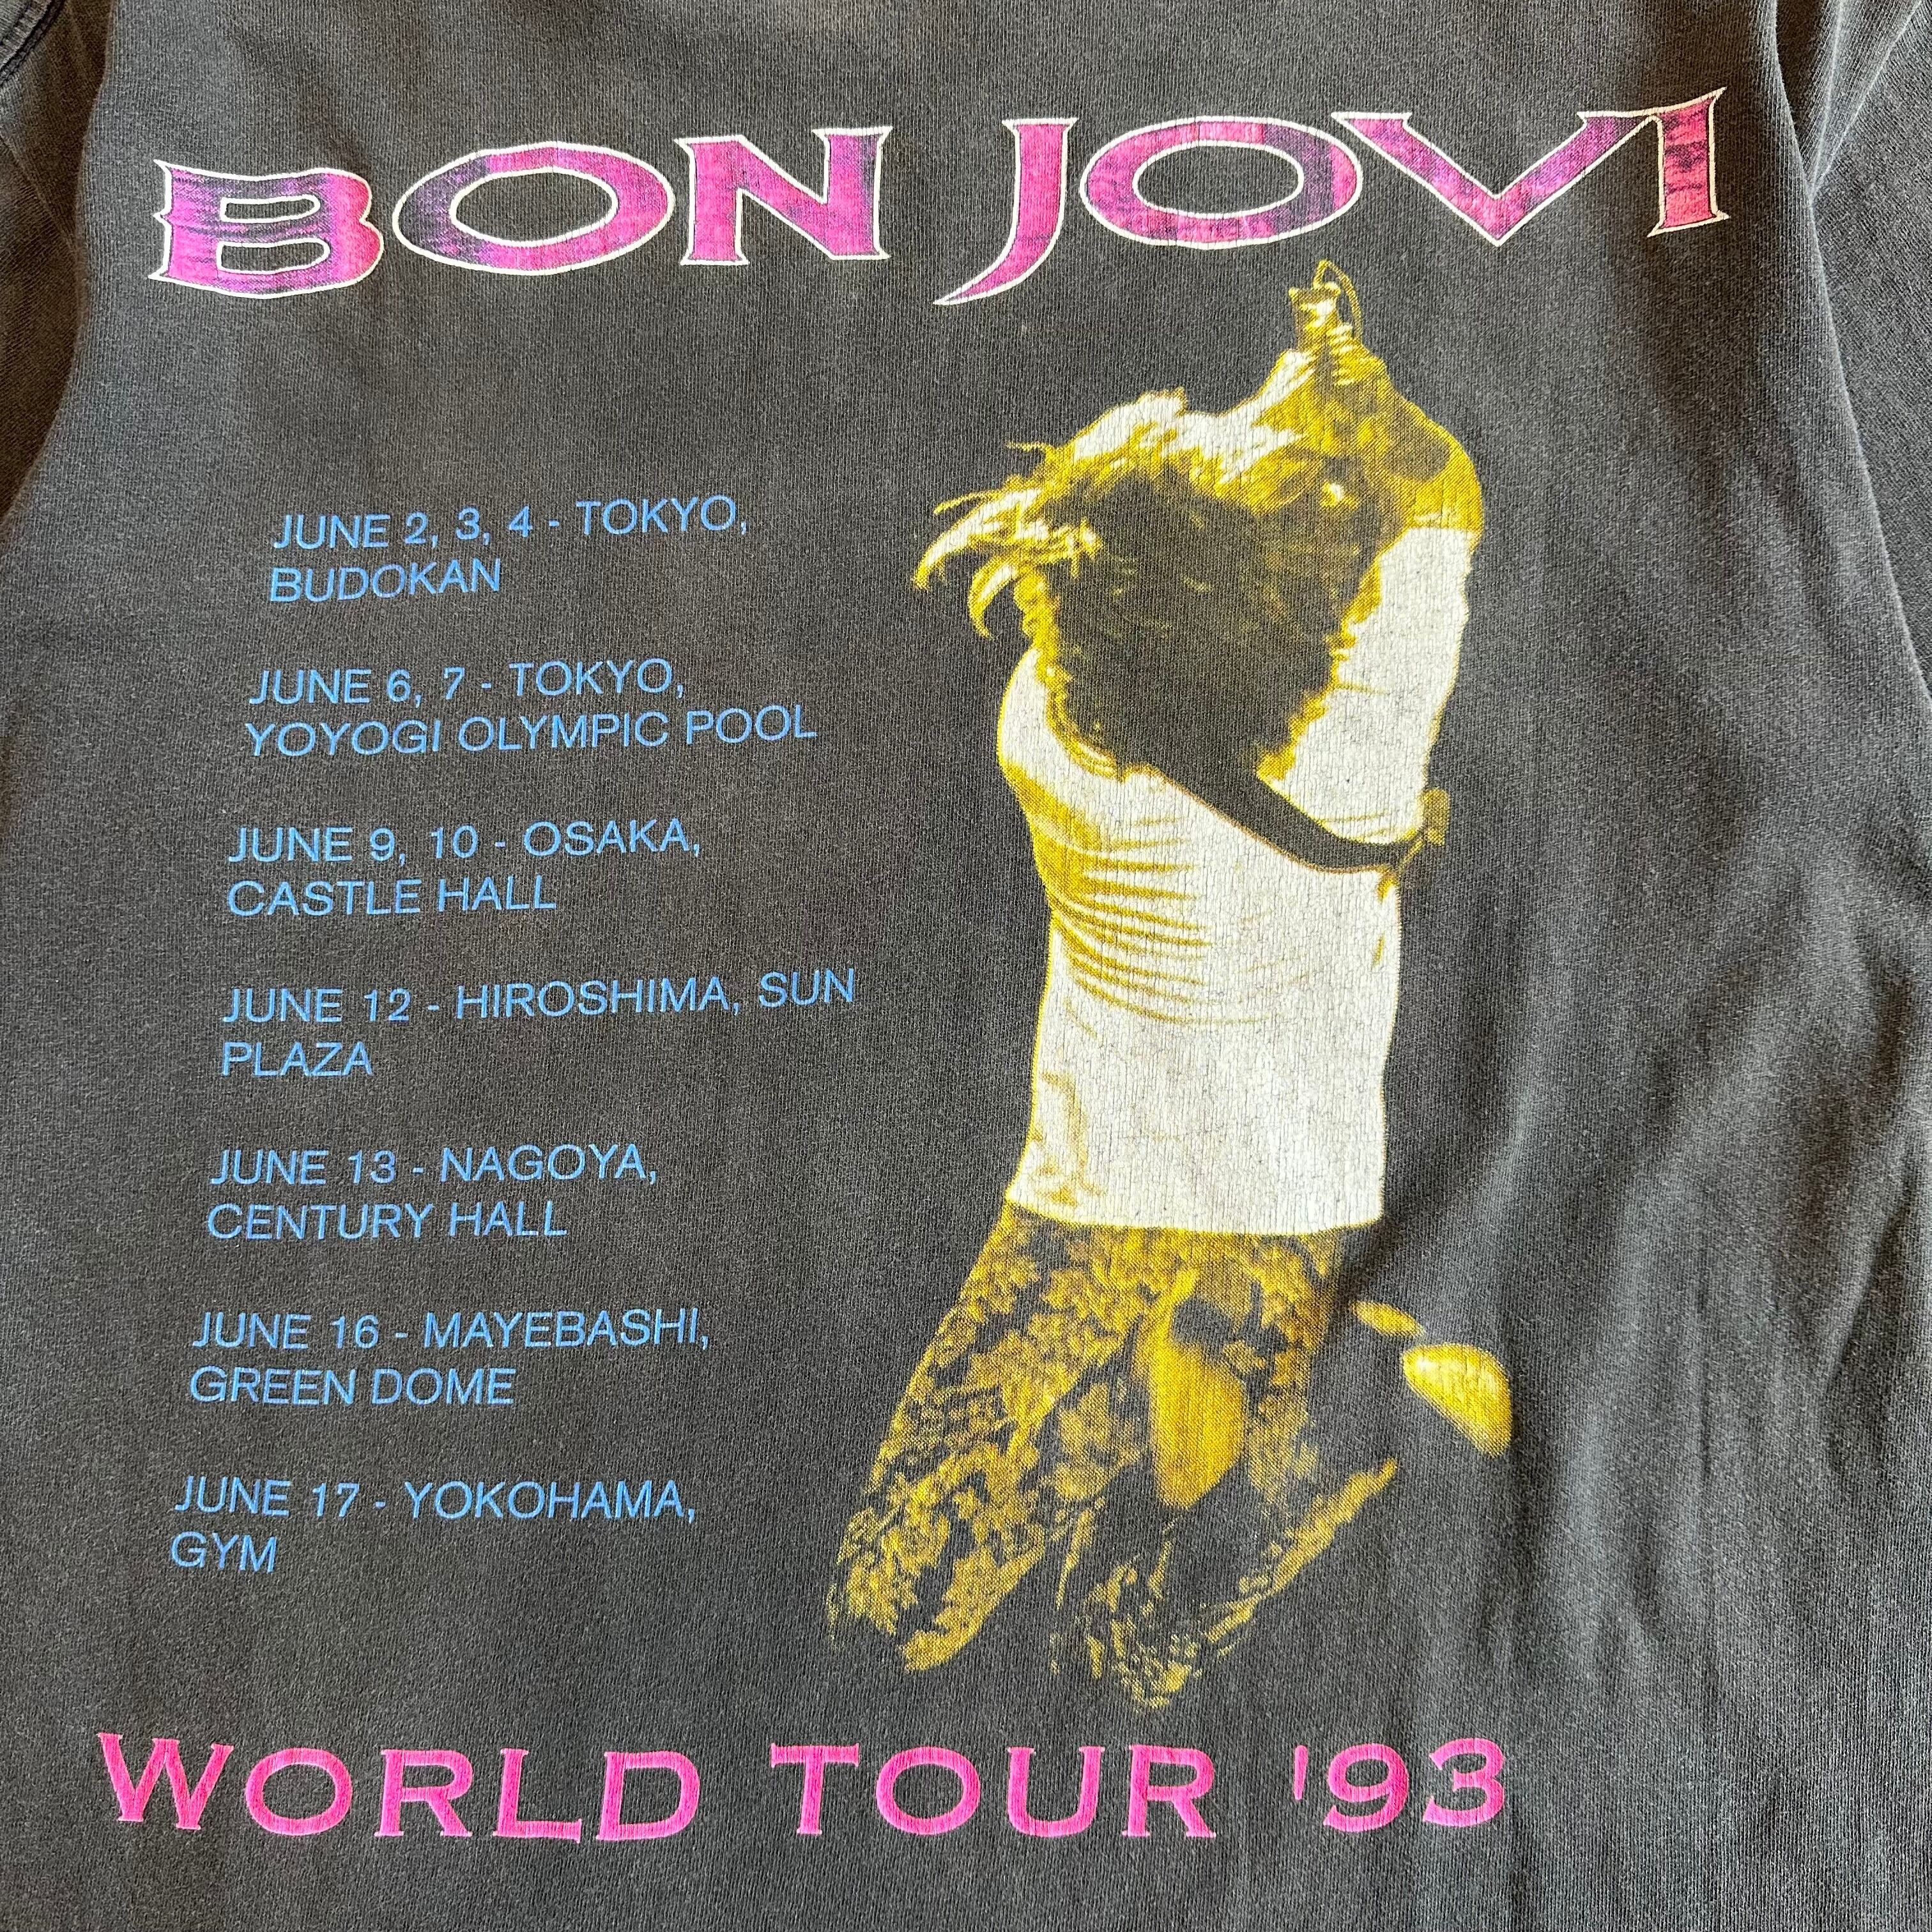 BON JOVI
JUNE 2, 3, 4 - TOKYO,
BUDOKAN
JUNE 6, 7 - TOKYO,
YOYOGI OLYMPIC POOL
JUNE 9, 10 - OSAKA,
CASTLE HALL
JUNE 12 - HIROSHIMA, SUN
PLAZA
JUNE 13 - NAGOYA,
CENTURY HALL
JUNE 16 - MAYEBASHI,
GREEN DOME
JUNE 17 - YOKOHAMA,
GYM
WORLD TOUR '93